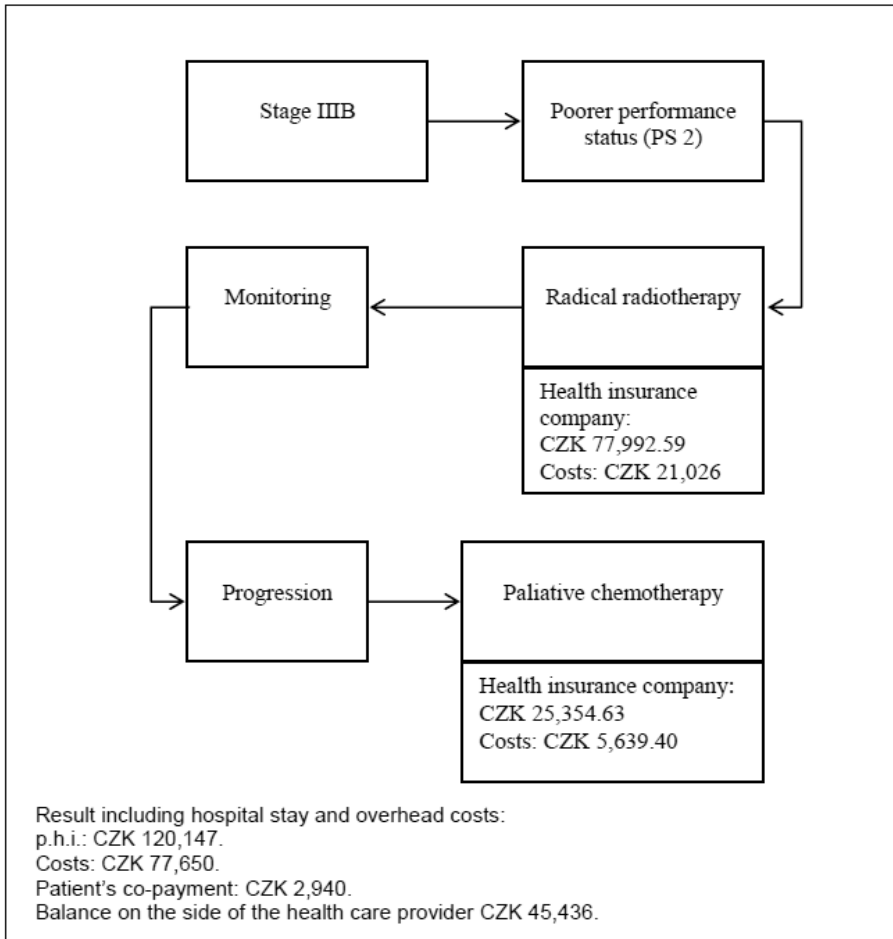 Stage IIIB
Poorer performance
status (PS 2)
Monitoring
Radical radiotherapy
Health insurance
company:
CZK 77,992.59
Costs: CZK 21,026
Progression
Paliative chemotherapy
Health insurance company:
CZK 25,354.63
Costs: CZK 5,639.40
Result including hospital stay and overhead costs:
p.h.i.: CZK 120,147.
Costs: CZK 77,650.
Patient's co-payment: CZK 2,940.
Balance on the side of the health care provider CZK 45,436.